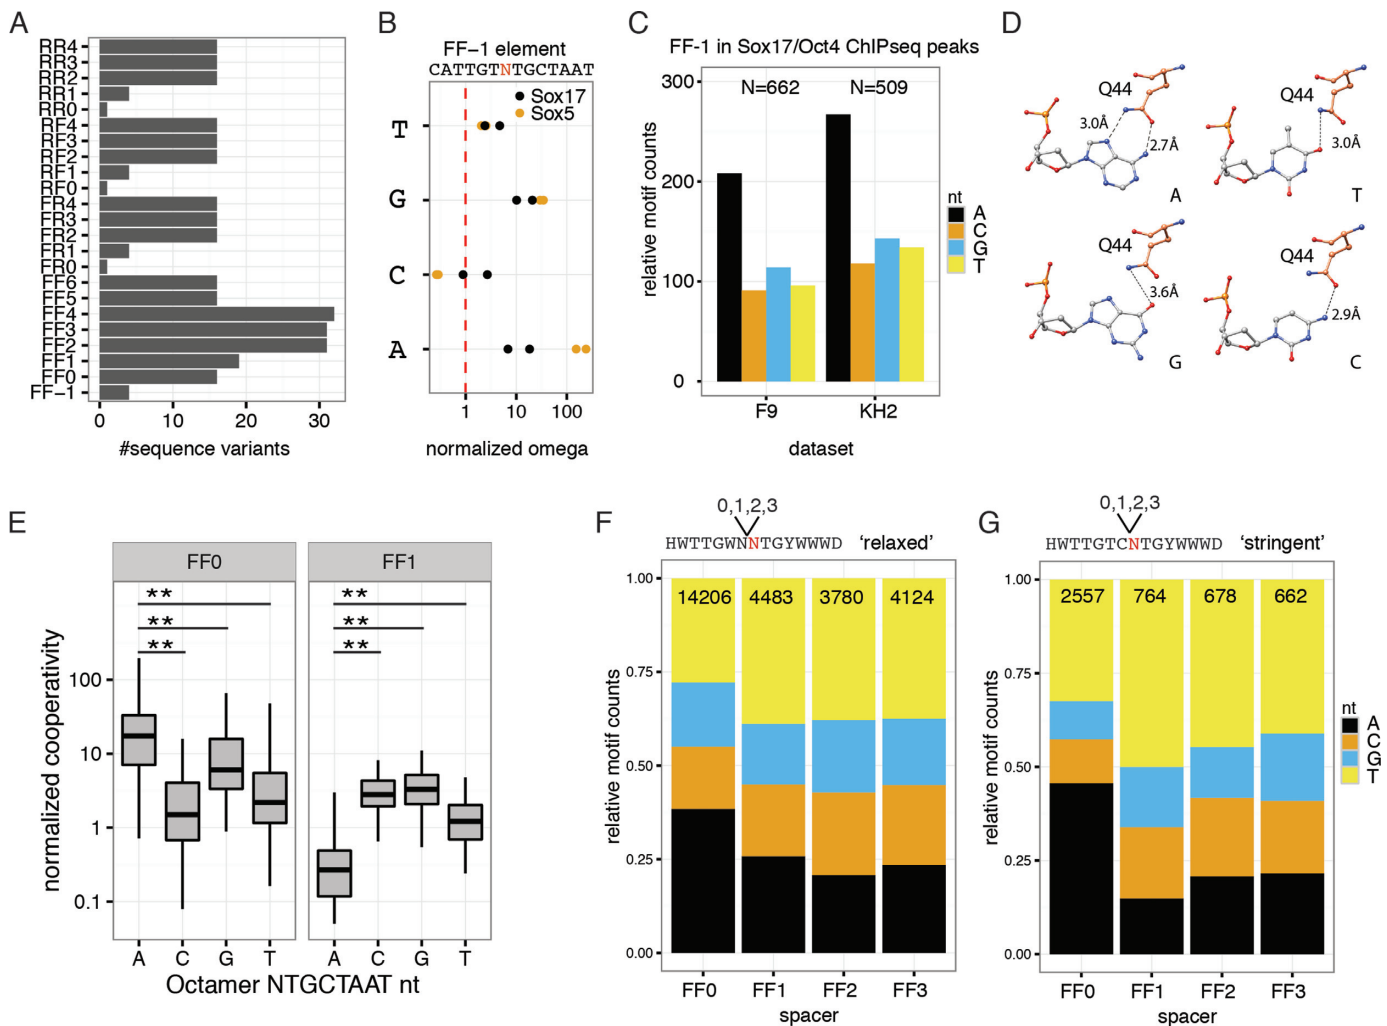 A
RR4
RR3
RR2
RR1
RR0
RF4
RF3
RF2
RF1
RF0
FR4
FR3
FR2
FR1
FR0
FF6
FF5
FF4
FF3
FF2
FF1
FF0
FF-1
0 10 20 30
#sequence variants
B
FF-1 element
CATTGTNTGCTAAT
Sox17
Sox5
T
G
C
A
1 10 100
normalized omega
C
FF-1 in Sox17/Oct4 ChIPseq peaks
N=662 N=509
300
200
100
0
relative motif counts
F9 KH2
dataset
nt
A
C
G
T
D
Q44
3.0Å
2.7Å
A
Q44
3.0Å
T
Q44
3.6Å
G
Q44
2.9Å
C
E
FF0 FF1
** **
** **
** **
normalized cooperativity
100
10
1
0.1
A C G T A C G T
Octamer NTGCTAAT nt
F
0,1,2,3
HWTTGWNNTGYWWWD 'relaxed'
14206 4483 3780 4124
1.00
0.75
0.50
0.25
0.00
relative motif counts
FF0 FF1 FF2 FF3
spacer
G
0,1,2,3
HWTTGTCNTGYWWWD 'stringent'
2557 764 678 662
1.00
0.75
0.50
0.25
0.00
relative motif counts
FF0 FF1 FF2 FF3
spacer
nt
A
C
G
T